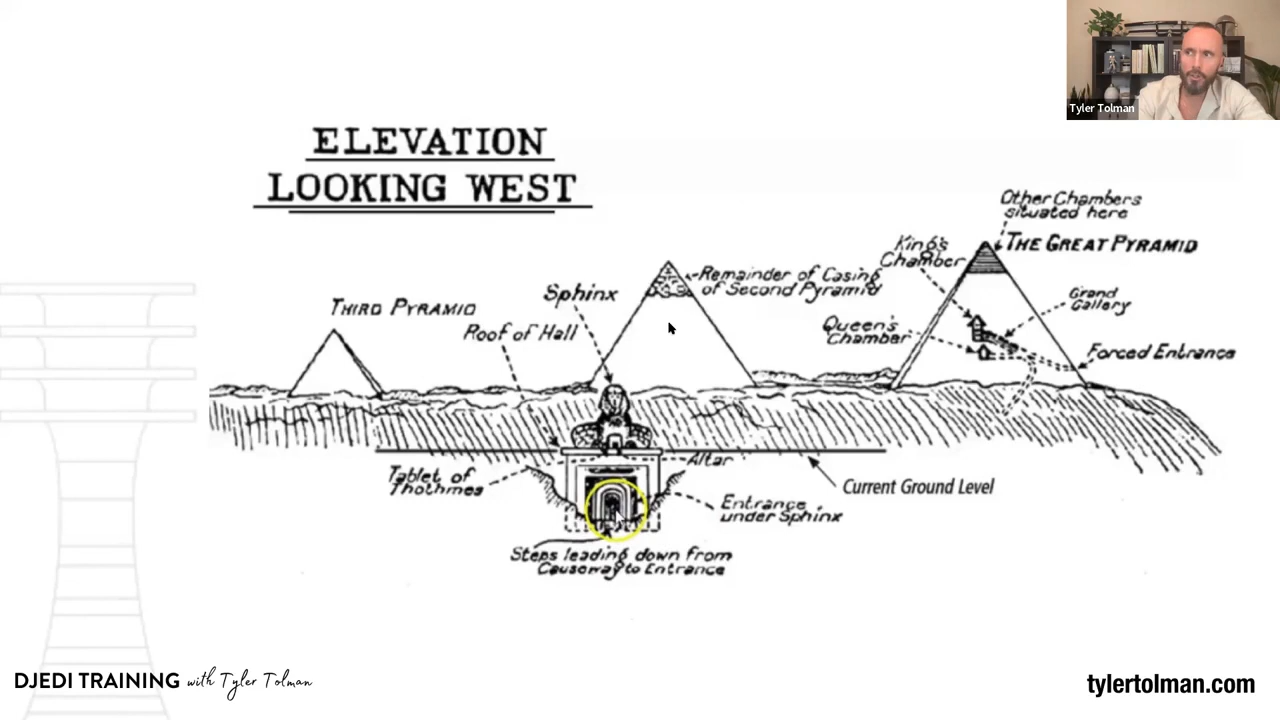 Tyler Tolman
ELEVATION
LOOKING WEST
Other Chambers
situated here
King's
Chamber
THE GREAT PYRAMID
Remainder of Casing
of Second Pyramid
Sphinx
Grand
Gallery
THIRD PYRAMID
Roof of Hall
Queen's
Chamber
Forced Entrance
Altar
Tablet of
Thothmes
Current Ground Level
Entrance
under Sphinx
Steps leading down from
Causeway to Entrance
DJEDI TRAINING with Tyler Tolman
tylertolman.com